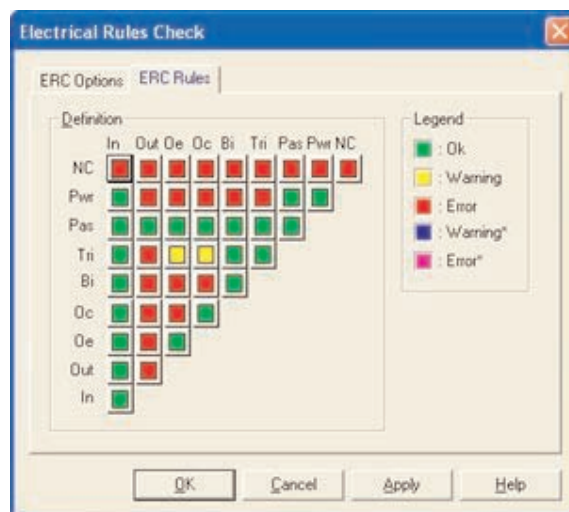 Electrical Rules Check
ERC Options ERC Rules
Definition
In Out Oe Oc Bi Tri Pas Pwr NC
NC
Pwr
Pas
Tri
Bi
Oc
Oe
Out
In
Legend
: Ok
: Warning
: Error
: Warning*
: Error*
OK Cancel Apply Help